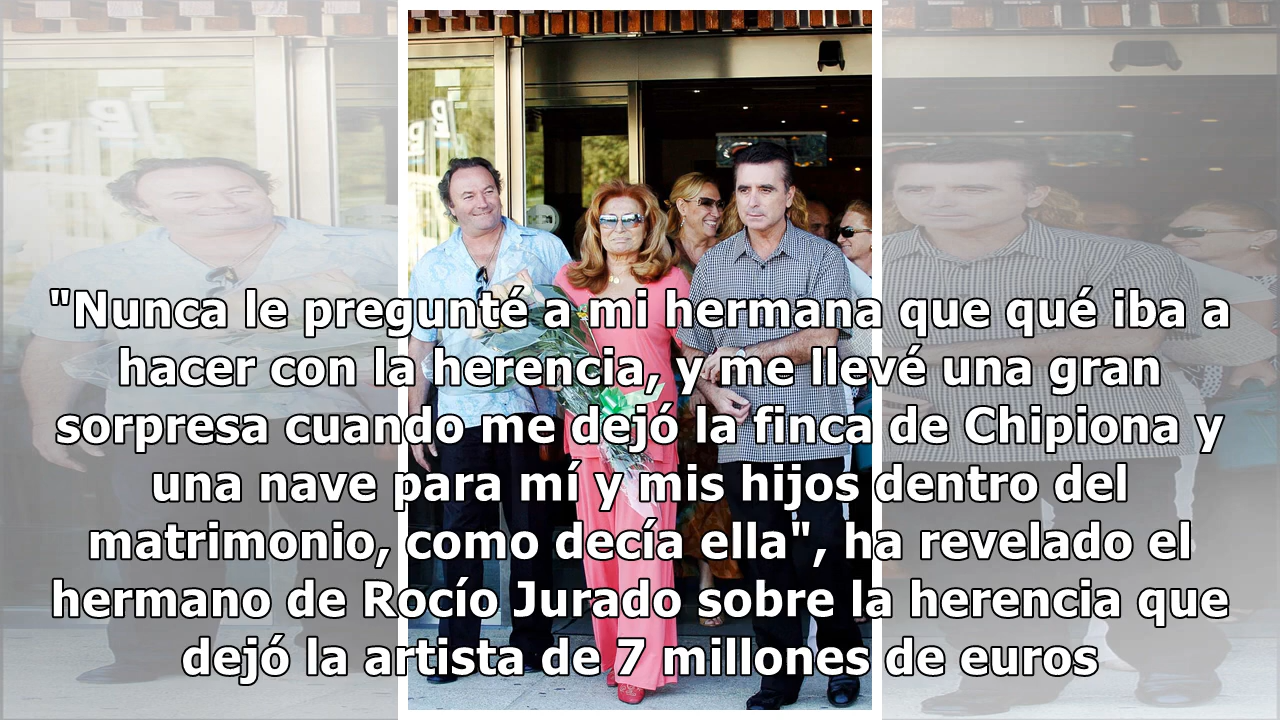 "Nunca le pregunté a mi hermana que qué iba a
hacer con la herencia, y me llevé una gran
sorpresa cuando me dejó la finca de Chipiona y
una nave para mí y mis hijos dentro del
matrimonio, como decía ella", ha revelado el
hermano de Rocío Jurado sobre la herencia que
dejó la artista de 7 millones de euros